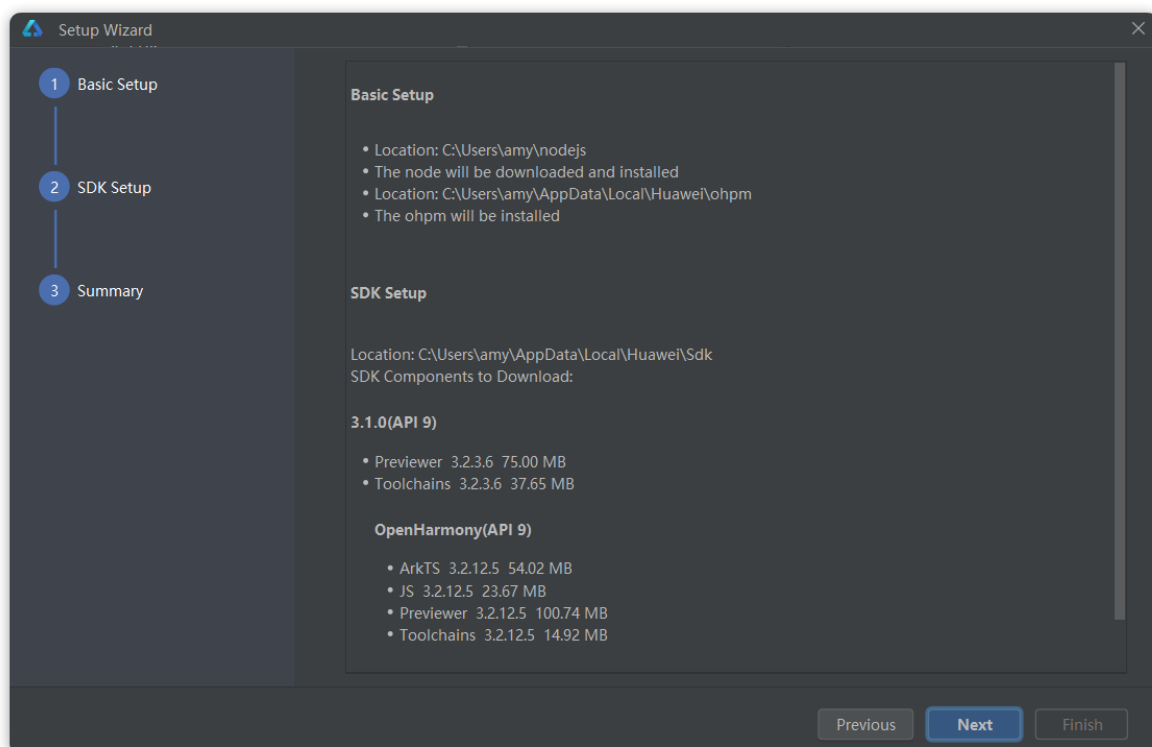 Setup Wizard
1 Basic Setup
2 SDK Setup
3 Summary
Basic Setup
• Location: C:\Users\amy\nodejs
• The node will be downloaded and installed
• Location: C:\Users\amy\AppData\Local\Huawei\ohpm
• The ohpm will be installed
SDK Setup
Location: C:\Users\amy\AppData\Local\Huawei\Sdk
SDK Components to Download:
3.1.0(API 9)
• Previewer 3.2.3.6 75.00 MB
• Toolchains 3.2.3.6 37.65 MB
OpenHarmony(API 9)
• ArkTS 3.2.12.5 54.02 MB
• JS 3.2.12.5 23.67 MB
• Previewer 3.2.12.5 100.74 MB
• Toolchains 3.2.12.5 14.92 MB
Previous Next Finish